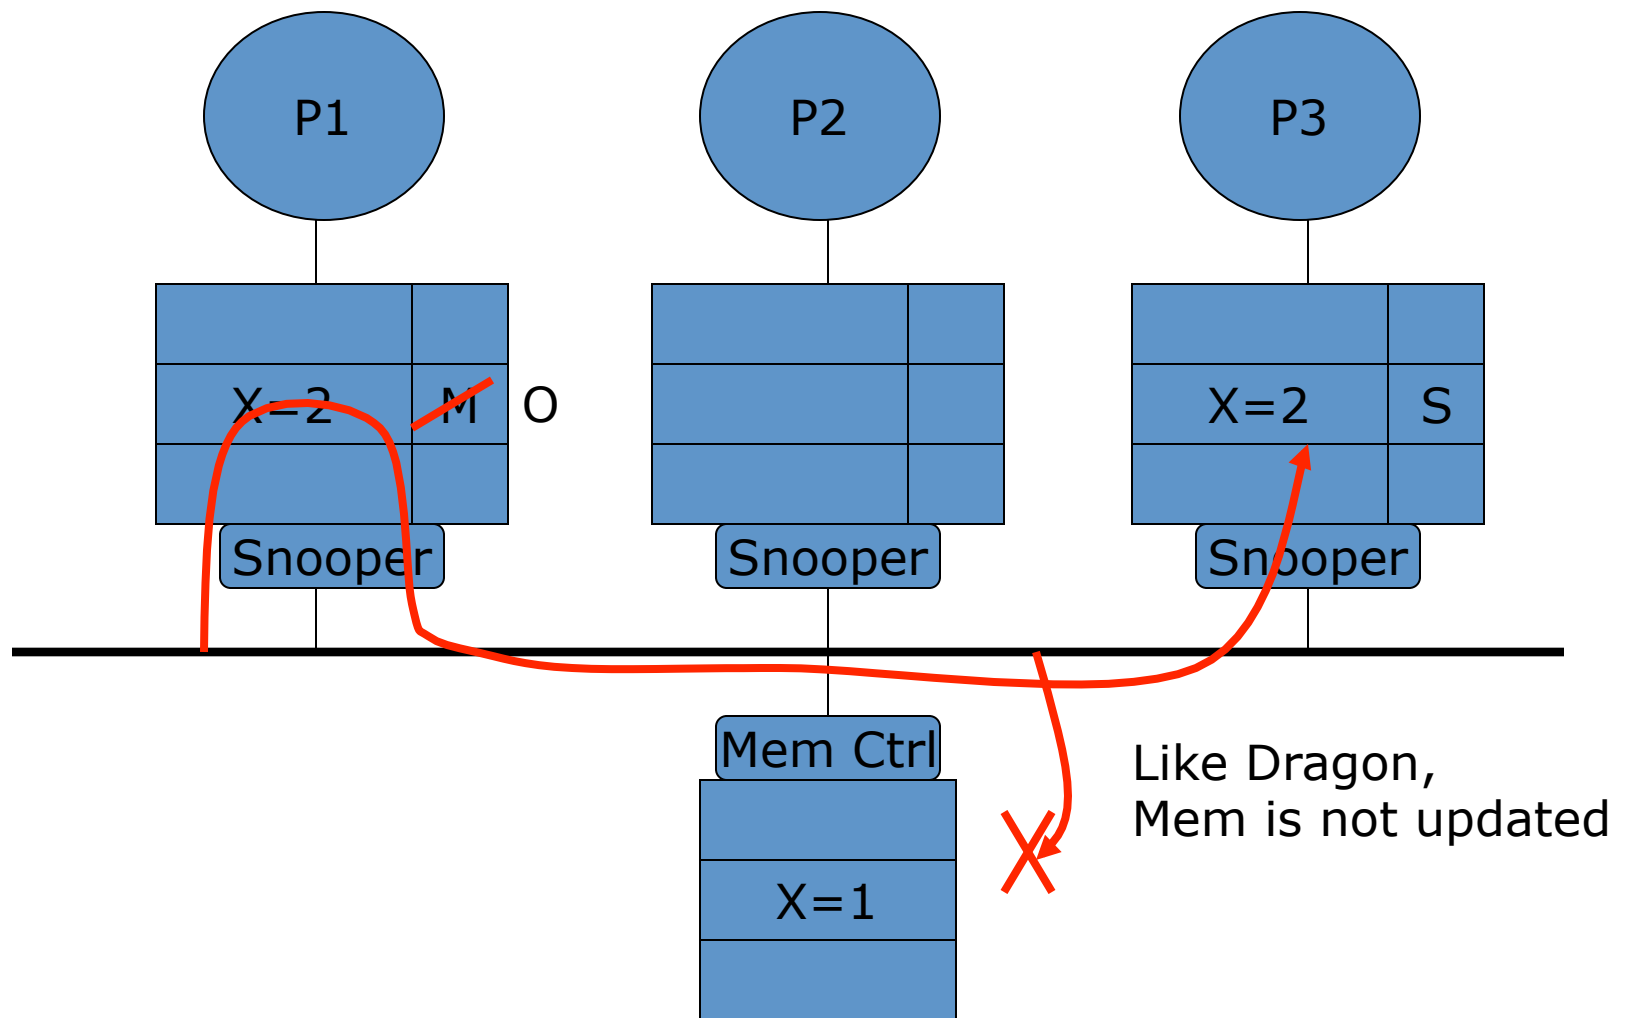 P1
P2
P3
X=2 M O
X=2 S
Snooper
Snooper
Snooper
Mem Ctrl
Like Dragon,
Mem is not updated
X=1